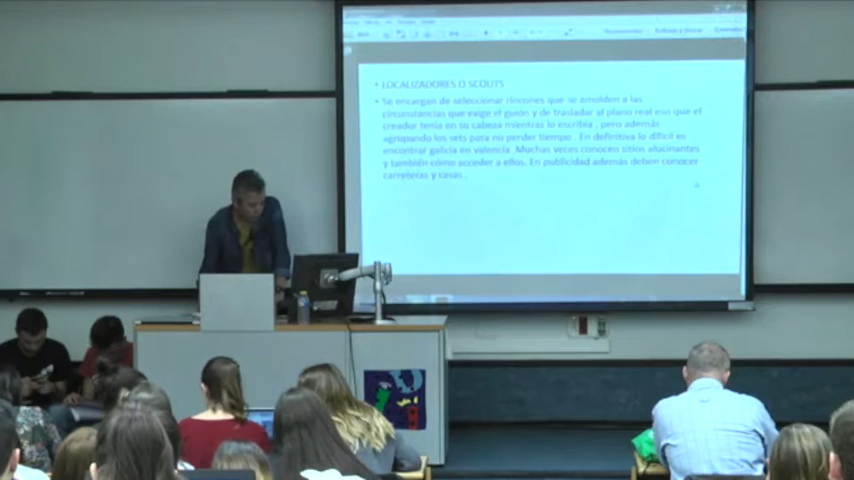 • LOCALIZADORES O SCOUTS
• Se encargan de seleccionar rincones que se amolden a las
circunstancias que exige el guión y de trasladar al plano real eso que el
creador tenía en su cabeza mientras lo escribía , pero además
agrupando los sets para no perder tiempo . En definitiva lo difícil es
encontrar galicia en valencia. Muchas veces conocen sitios alucinantes
y también cómo acceder a ellos. En publicidad además deben conocer
carreteras y casas .